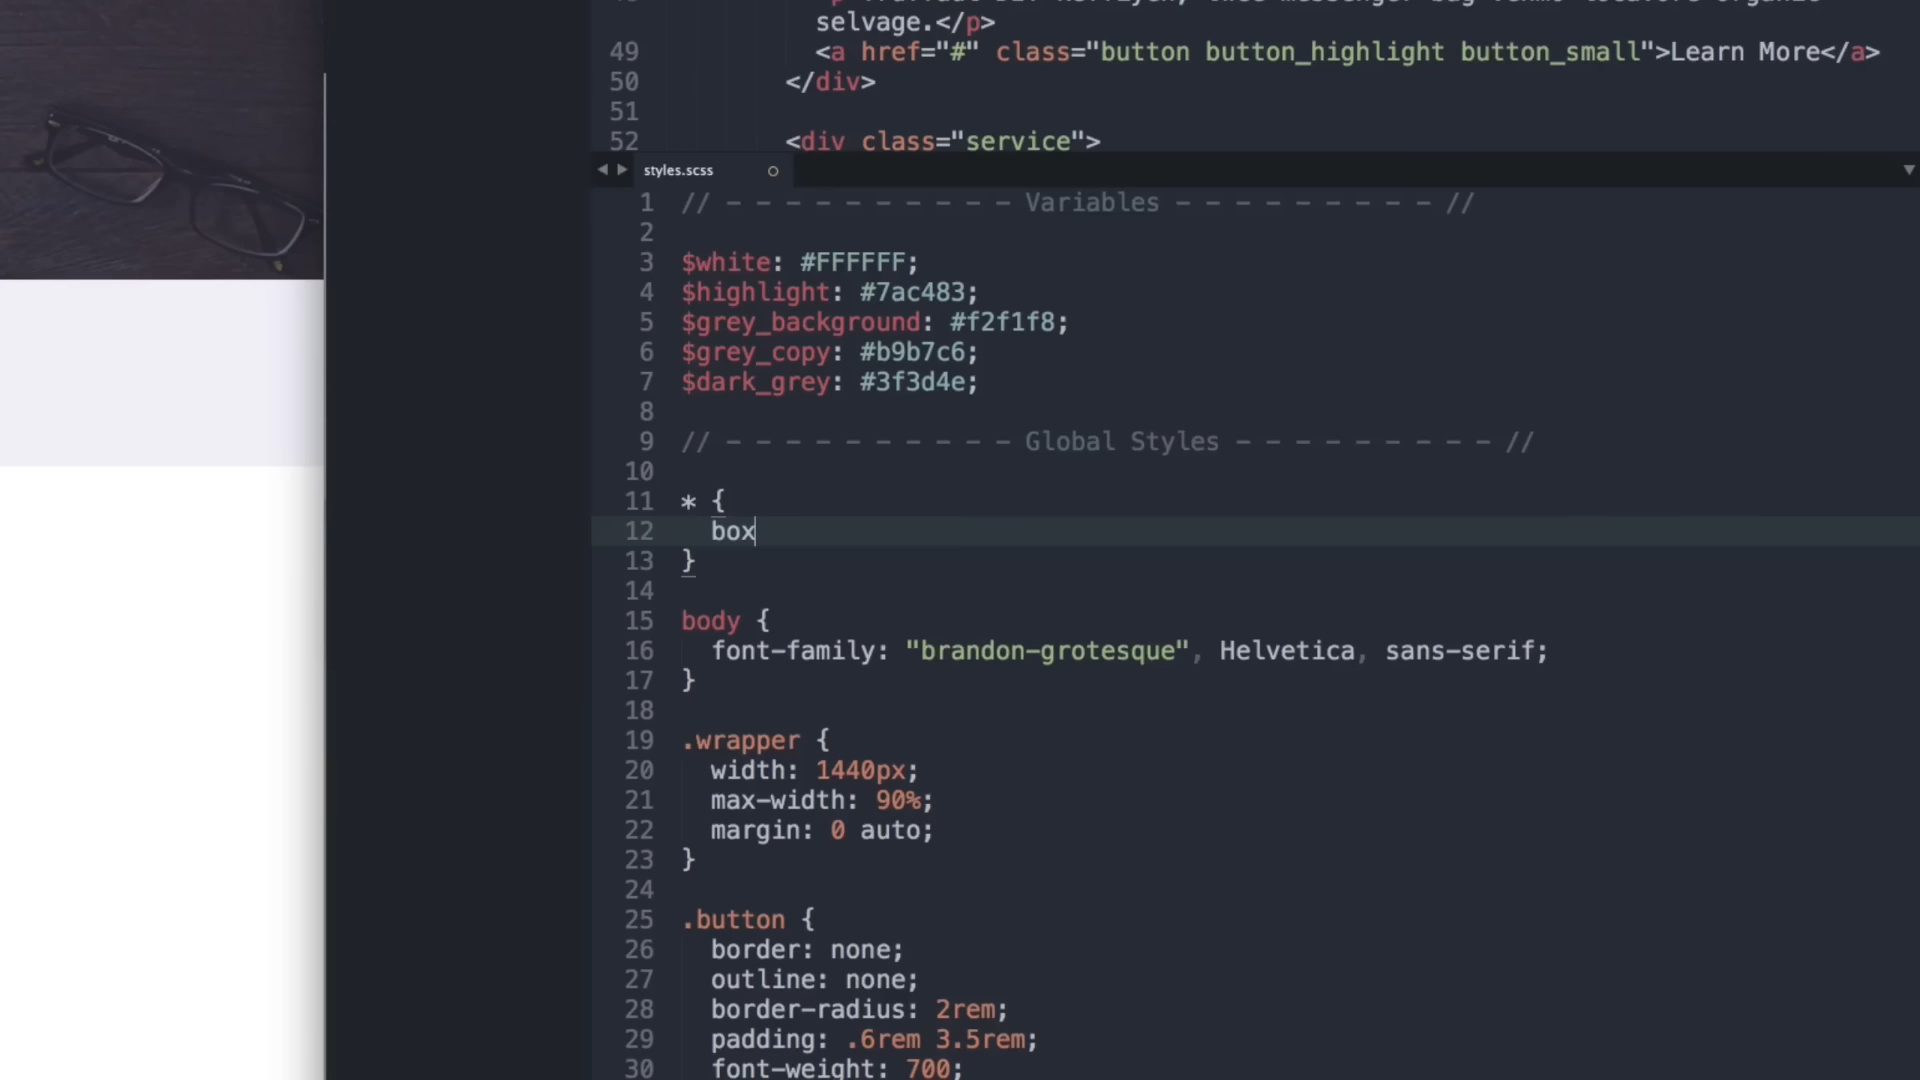 selvage.</p>
49 <a href="#" class="button button_highlight button_small">Learn More</a>
50 </div>
51
52 <div class="service">
styles.scss
1 // - - - - - - - - - - Variables - - - - - - - - - //
2
3 $white: #FFFFFF;
4 $highlight: #7ac483;
5 $grey_background: #f2f1f8;
6 $grey_copy: #b9b7c6;
7 $dark_grey: #3f3d4e;
8
9 // - - - - - - - - - - Global Styles - - - - - - - - - //
10
11 * {
12 box
13 }
14
15 body {
16 font-family: "brandon-grotesque", Helvetica, sans-serif;
17 }
18
19 .wrapper {
20 width: 1440px;
21 max-width: 90%;
22 margin: 0 auto;
23 }
24
25 .button {
26 border: none;
27 outline: none;
28 border-radius: 2rem;
29 padding: .6rem 3.5rem;
30 font-weight: 700;